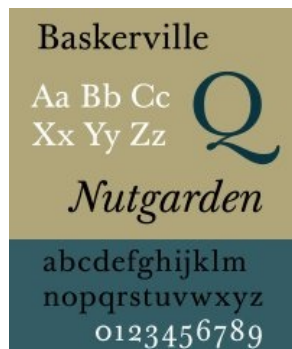 Baskerville
Aa Bb Cc
Xx Yy Zz
Q
Nutgarden
abcdefghijklm
nopqrstuvwxyz
0123456789